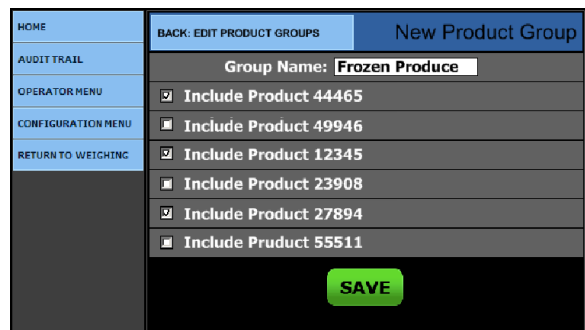 HOME
AUDIT TRAIL
OPERATOR MENU
CONFIGURATION MENU
RETURN TO WEIGHING
BACK: EDIT PRODUCT GROUPS
New Product Group
Group Name: Frozen Produce
Include Product 44465
Include Product 49946
Include Product 12345
Include Product 23908
Include Product 27894
Include Pruduct 55511
SAVE